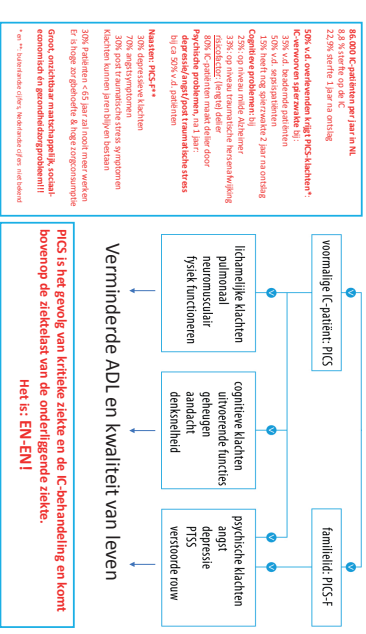 86.000 IC-patiënten per jaar in NL
8,8 % sterfte op de IC
22,9% sterfte 1 jaar na ontslag
50% v.d. overlevenden krijgt PICS-klachten*:
IC-verworven spierzwakte bij :
35% v.d. beademde patiënten
50% v.d. sepsispatiënten
15% heeft nog spierzwakte 2 jaar na ontslag
Cognitieve problemen: bij
25%: op niveau milde Alzheimer
33%: op niveau traumatische hersenafwijking
risicofactor: (lengte) delier
80% IC-patiënten maakt delier door
Psychische problemen, na 1 jaar:
depressie/angst/post traumatische stress
bij ca 50% v.d. patiënten
Naasten: PICS-F**
30% depressieve klachten
70% angstsymptomen
30% post traumatische stress symptomen
Klachten kunnen jaren blijven bestaan
30% Patiënten <65 jaar zal nooit meer werken
Er is hoge zorgbehoefte & hoge zorgconsumptie
Groot, onzichtbaar maatschappelijk, sociaal-
economisch én gezondheidzorgprobleem!!!
* en **: buitenlandse cijfers. Nederlandse cijfers niet bekend
voormalige IC-patiënt: PICS
familielid: PICS-F
lichamelijke klachten
pulmonaal
neuromusculair
fysiek functioneren
cognitieve klachten
uitvoerende functies
geheugen
aandacht
denksnelheid
psychische klachten
angst
depressie
PTSS
verstoorde rouw
Verminderde ADL en kwaliteit van leven
PICS is het gevolg van kritieke ziekte en de IC-behandeling en komt
bovenop de ziektelast van de onderliggende ziekte.
Het is: EN-EN!